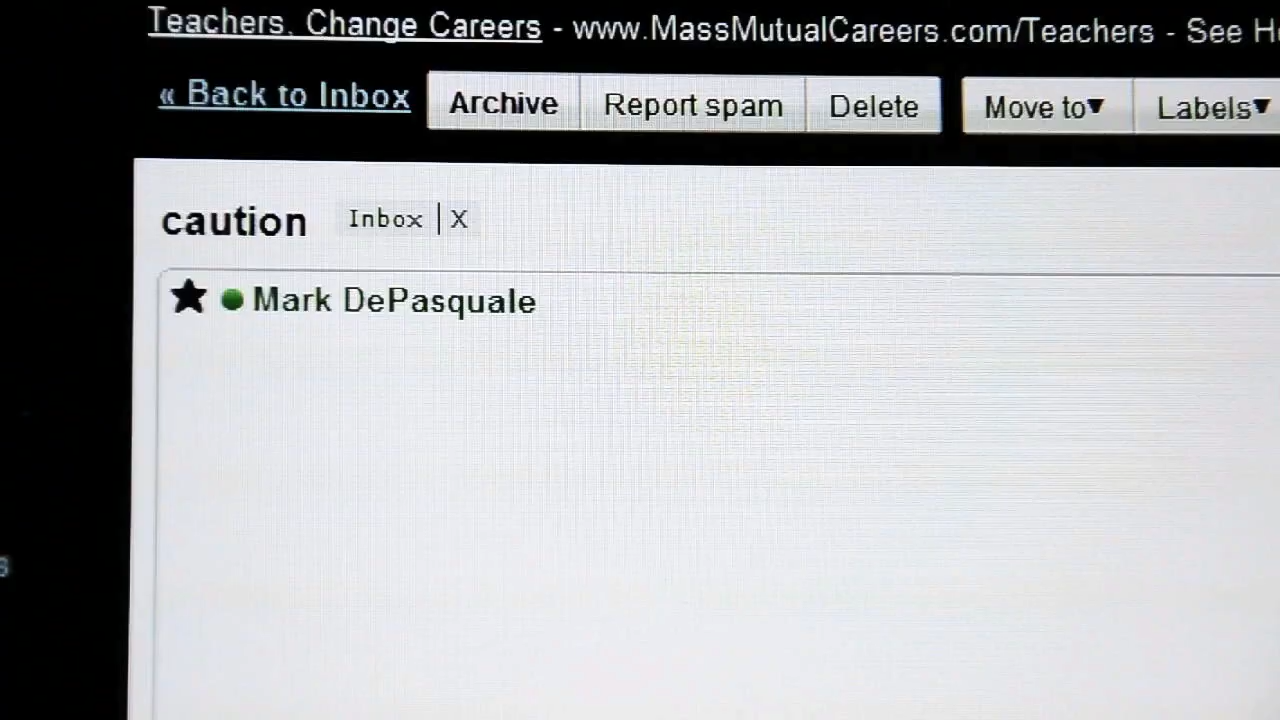 Teachers. Change Careers - www.MassMutualCareers.com/Teachers - See
« Back to Inbox Archive Report spam Delete Move to▼ Labels▼
caution Inbox | X
Mark DePasquale